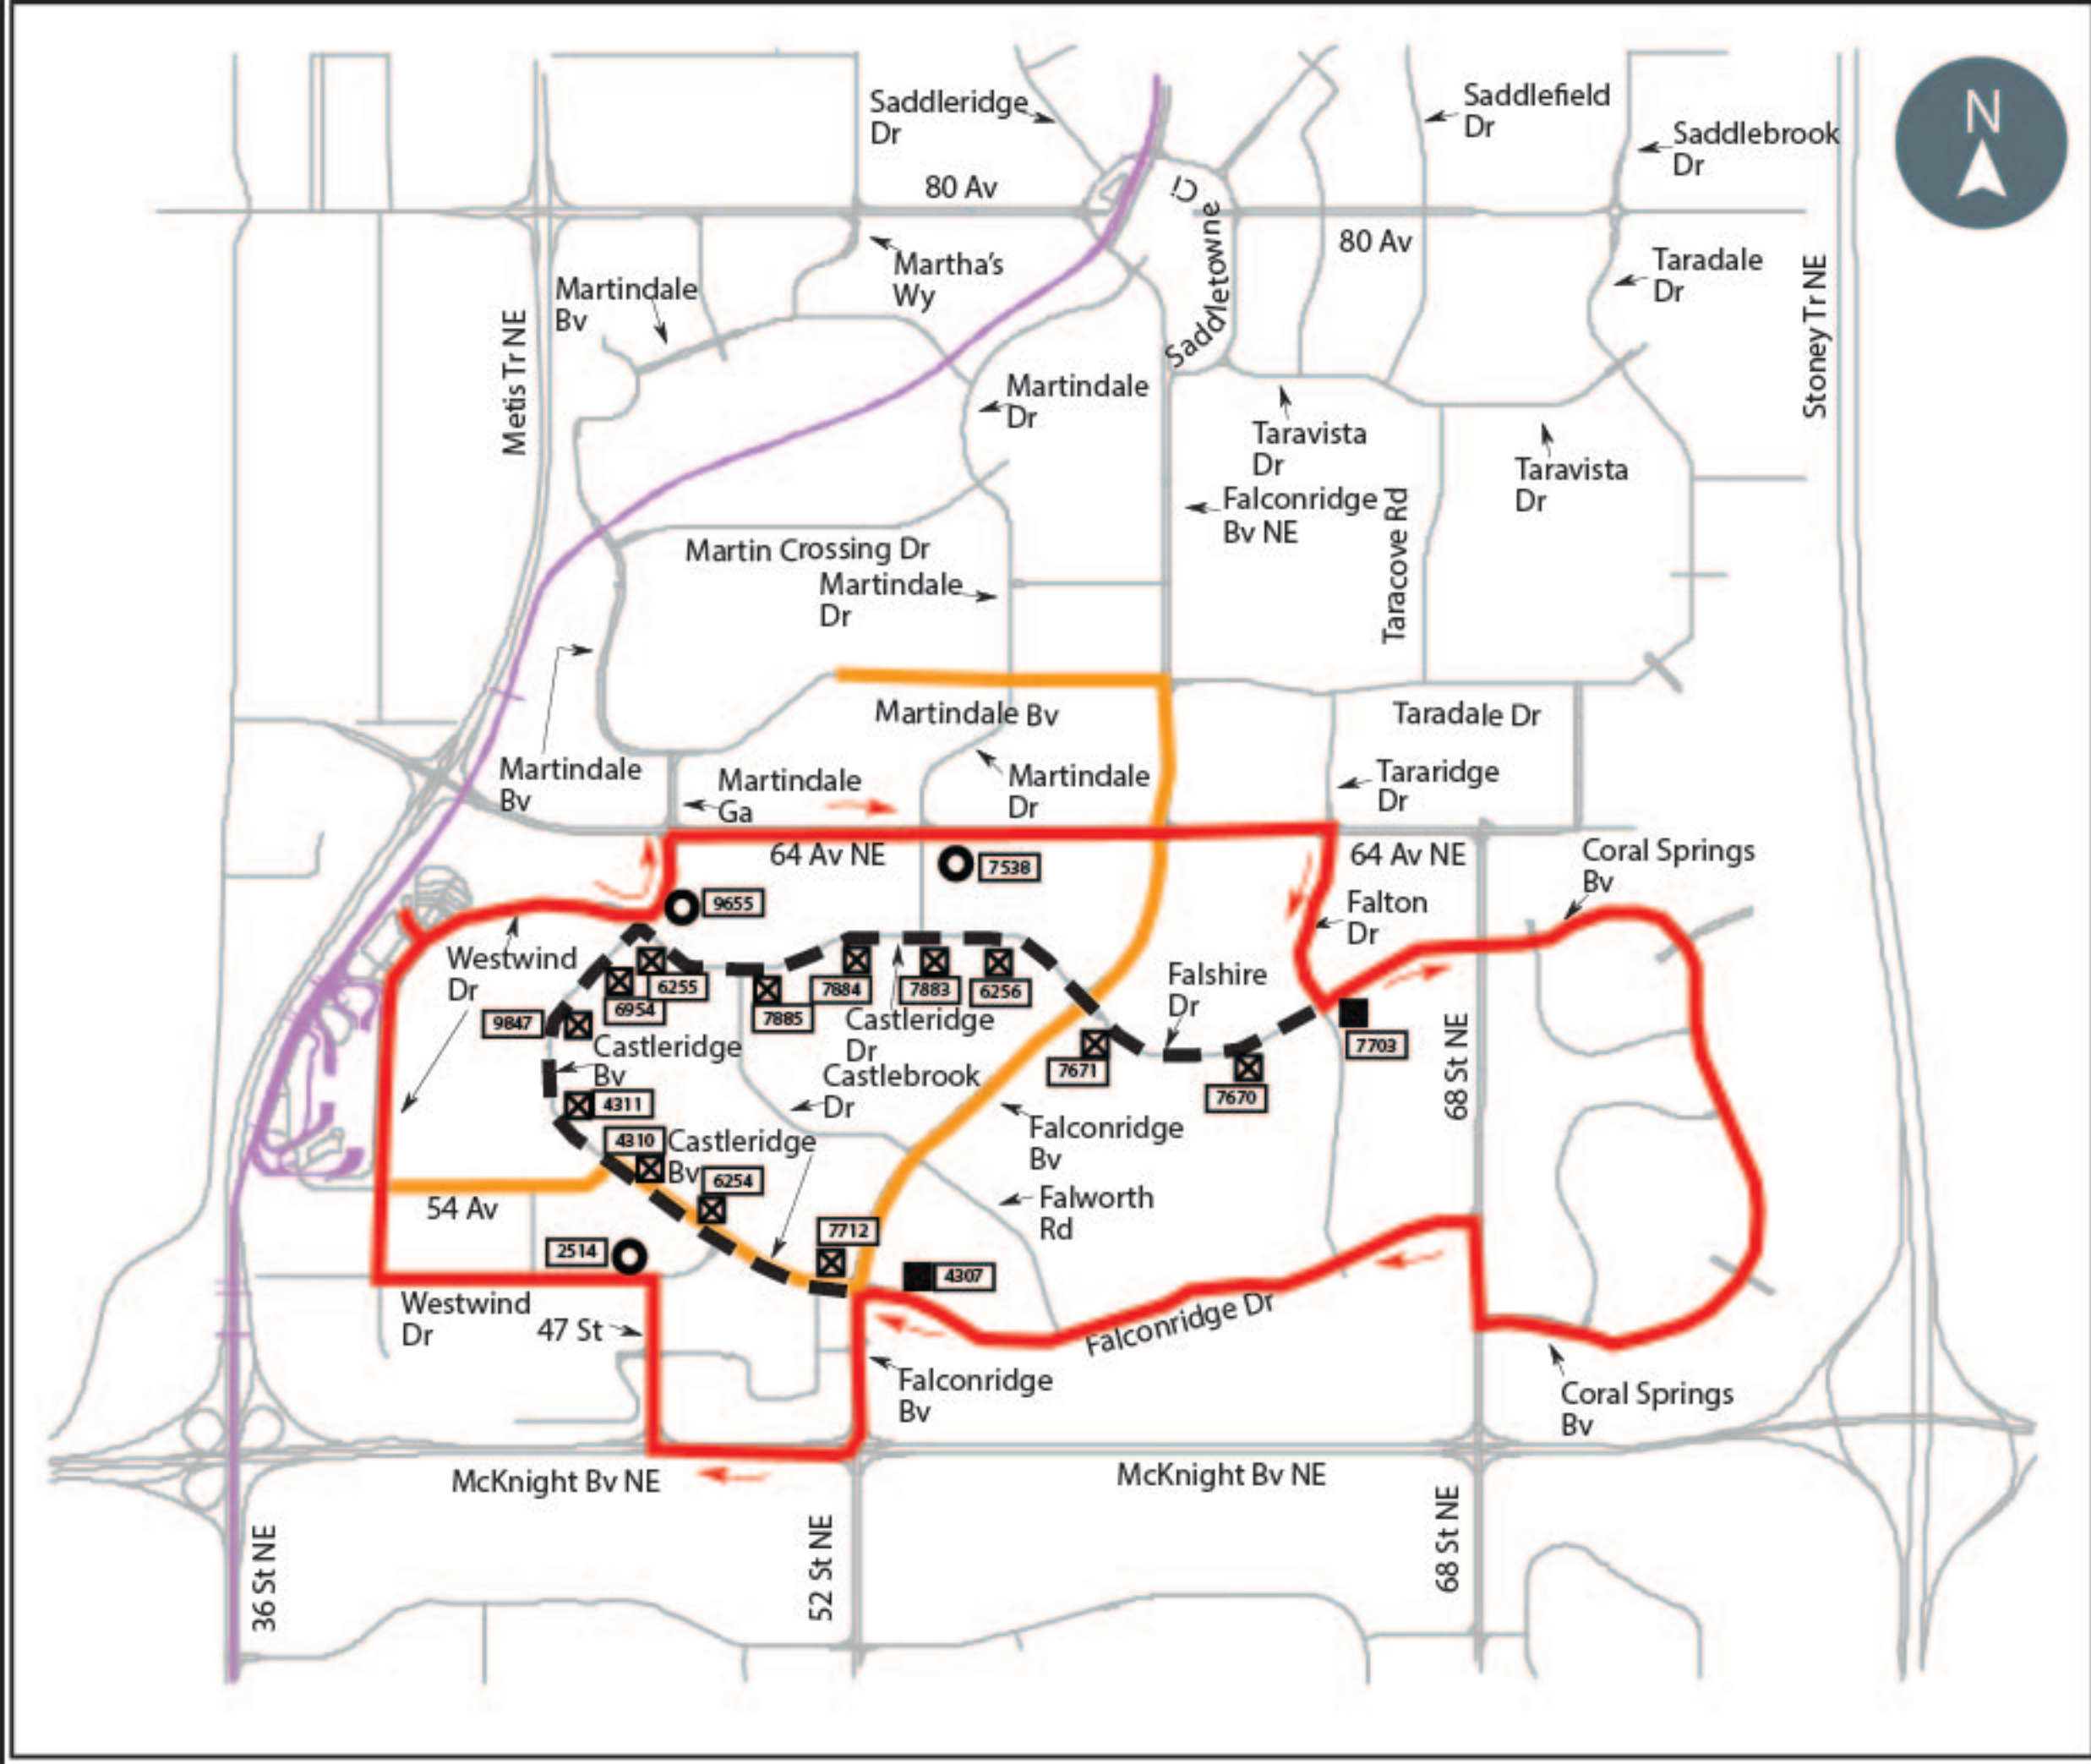 N
Saddleridge
Dr
Saddlefield
Dr
Saddlebrook
Dr
80 Av
Saddletowne
Ci
80 Av
Martha's
Wy
Taradale
Dr
Martindale
Bv
Metis Tr NE
Stoney Tr NE
Martindale
Dr
Taravista
Dr
Taravista
Dr
Falconridge
Bv NE
Taracove Rd
Martin Crossing Dr
Martindale
Dr
Martindale Bv
Taradale Dr
Martindale
Bv
Martindale
Ga
Martindale
Dr
Tararidge
Dr
64 Av NE
7538
64 Av NE
Coral Springs
Bv
9655
Falton
Dr
Westwind
Dr
6255
6954
7885
7884
7883
6256
Falshire
Dr
9847
Castleridge
Dr
Castleridge
Bv
7671
7670
7703
68 St NE
Castlebrook
Dr
4311
4310
Castleridge
Bv
6254
Falconridge
Bv
Falworth
Rd
54 Av
7712
2514
4307
Westwind
Dr
47 St
Falconridge Dr
Falconridge
Bv
Coral Springs
Bv
McKnight Bv NE
McKnight Bv NE
36 St NE
52 St NE
68 St NE